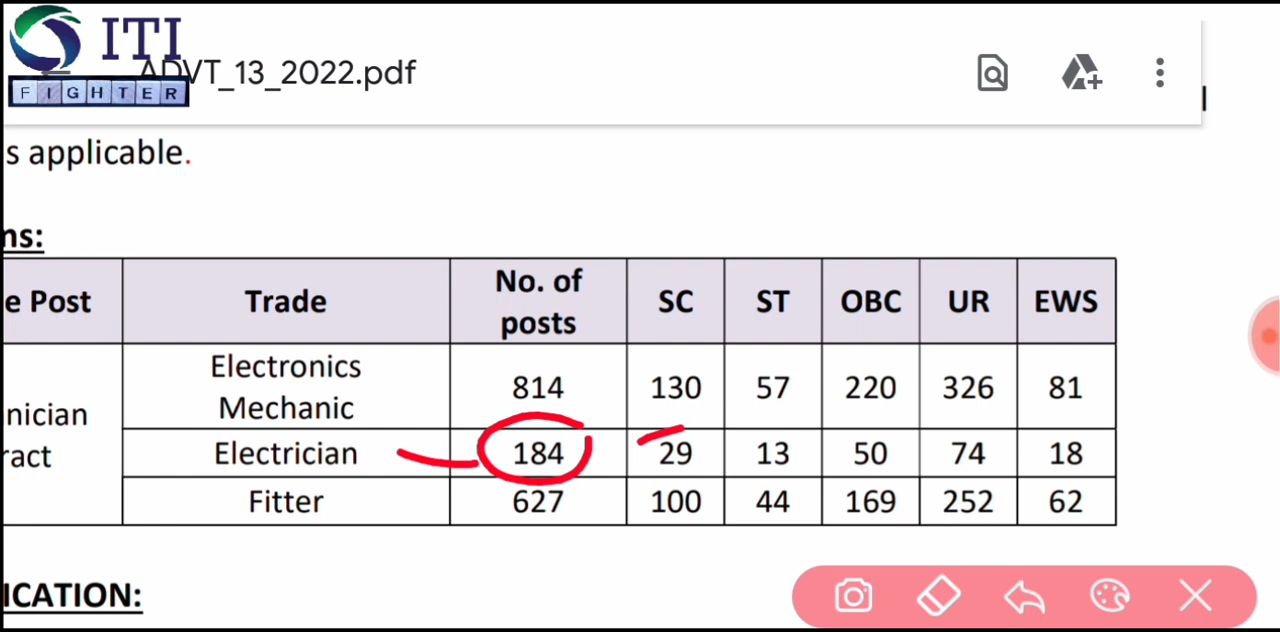 ITI
FIGHTER
ADVT_13_2022.pdf
s applicable.
ns:
e Post Trade No. of posts SC ST OBC UR EWS
nician
ract
Electronics Mechanic 814 130 57 220 326 81
Electrician 184 29 13 50 74 18
Fitter 627 100 44 169 252 62
ICATION: